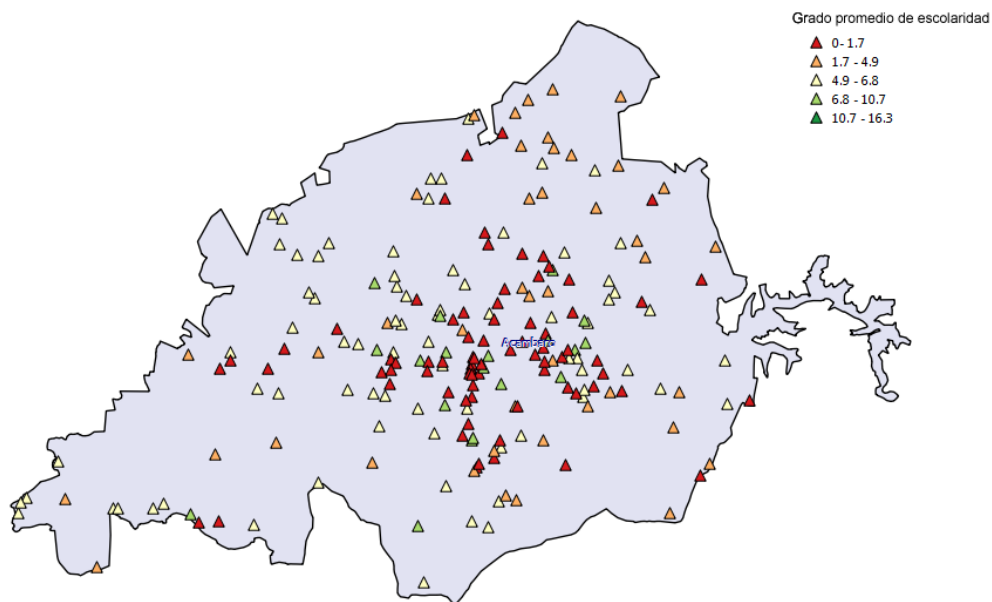 Grado promedio de escolaridad
0- 1.7
1.7 - 4.9
4.9 - 6.8
6.8 - 10.7
10.7 - 16.3